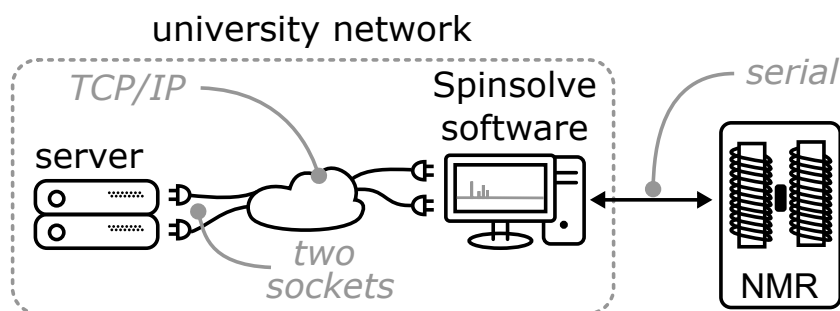 university network
TCP/IP
Spinsolve
software
serial
server
two
sockets
NMR